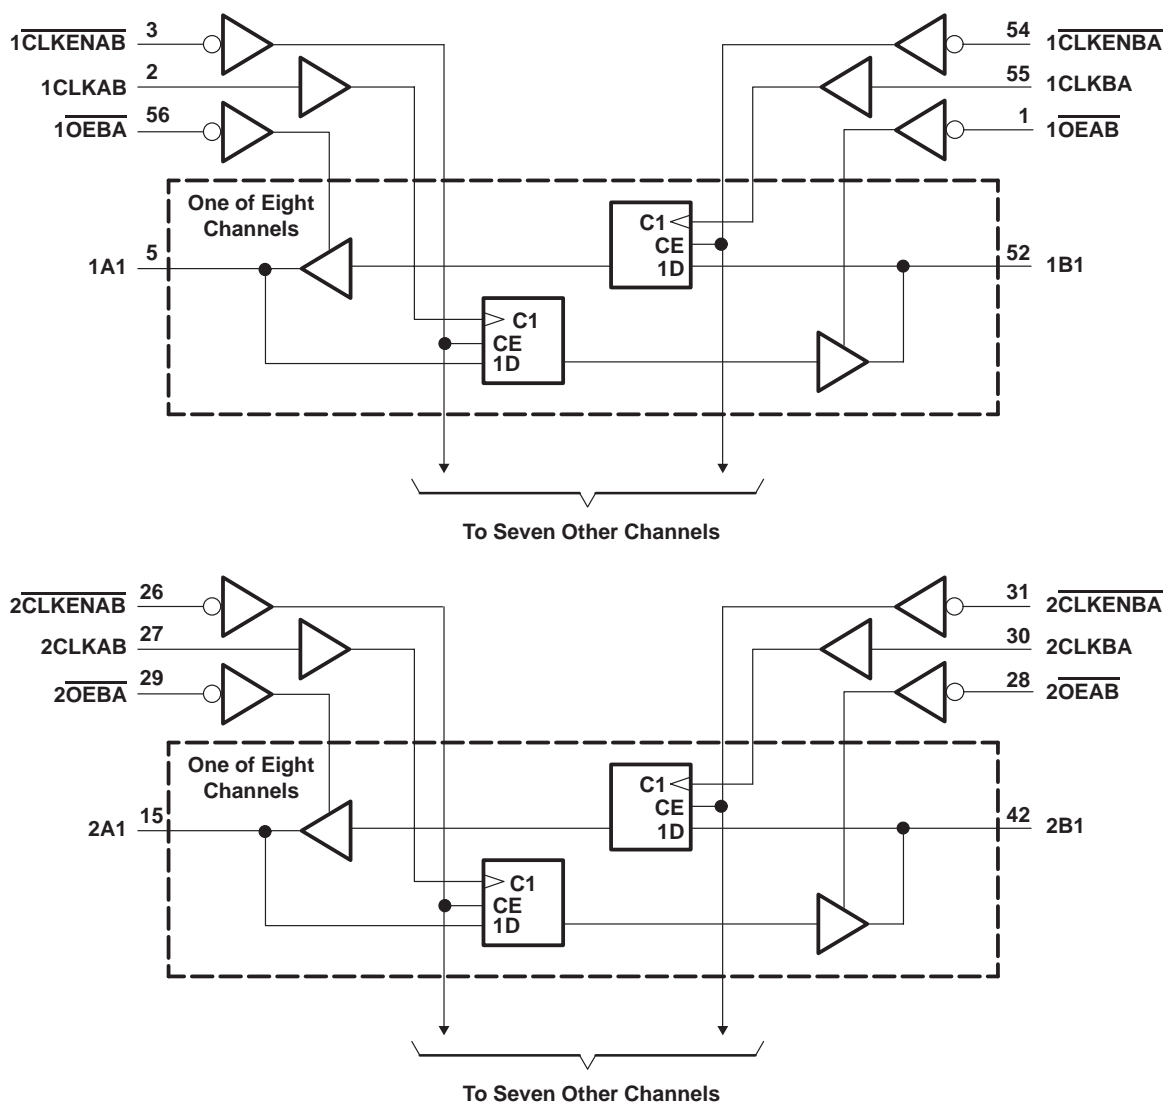 1CLKENAB 3 54 1CLKENBA
1CLKAB 2 55 1CLKBA
1OEBA 56 1 1OEAB
One of Eight
Channels
C1
CE
1D
1A1 5 52 1B1
C1
CE
1D
To Seven Other Channels
2CLKENAB 26 31 2CLKENBA
2CLKAB 27 30 2CLKBA
2OEBA 29 28 2OEAB
One of Eight
Channels
C1
CE
1D
2A1 15 42 2B1
C1
CE
1D
To Seven Other Channels